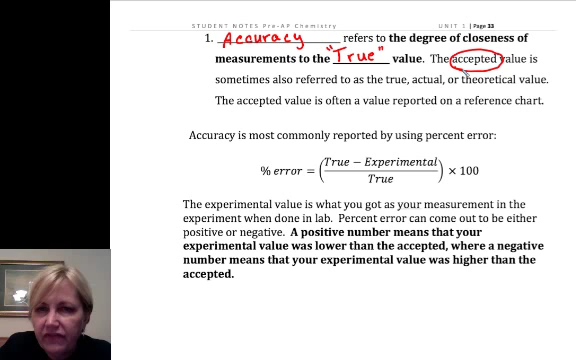 STUDENT NOTES Pre-AP Chemistry UNIT 1 | Page 33
1. Accuracy refers to the degree of closeness of
measurements to the "True" value. The accepted value is
sometimes also referred to as the true, actual, or theoretical value.
The accepted value is often a value reported on a reference chart.
Accuracy is most commonly reported by using percent error:
% error = (True − Experimental / True) × 100
The experimental value is what you got as your measurement in the
experiment when done in lab. Percent error can come out to be either
positive or negative. A positive number means that your
experimental value was lower than the accepted, where a negative
number means that your experimental value was higher than the
accepted.